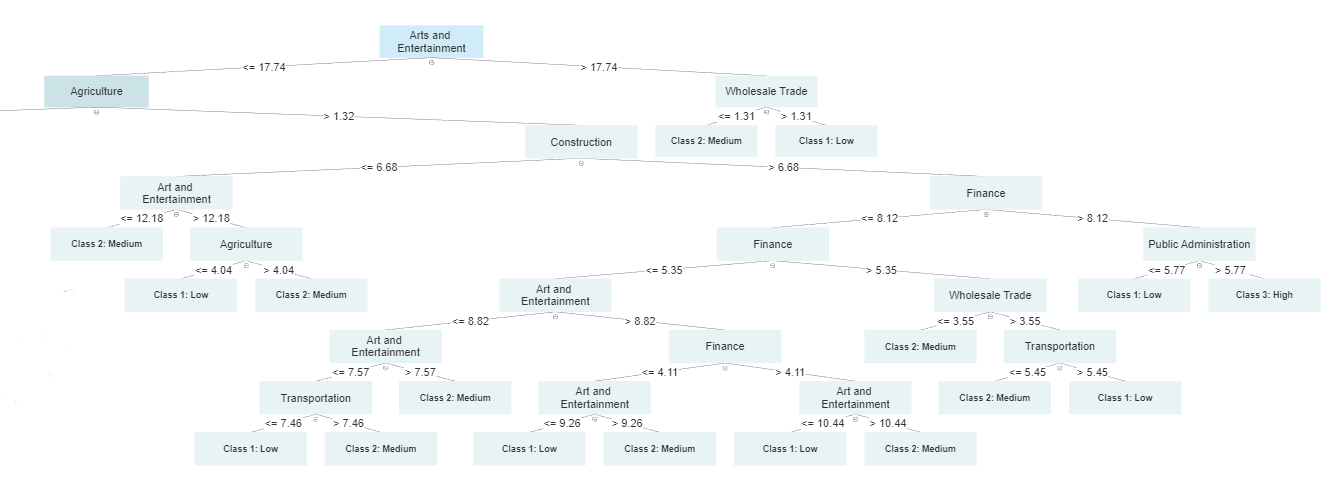 Arts and
Entertainment
<= 17.74
> 17.74
Agriculture
Wholesale Trade
> 1.32
<= 1.31
> 1.31
Construction
Class 2: Medium
Class 1: Low
<= 6.68
> 6.68
Art and
Entertainment
Finance
<= 12.18
> 12.18
<= 8.12
> 8.12
Class 2: Medium
Agriculture
Finance
Public Administration
<= 4.04
> 4.04
<= 5.35
> 5.35
<= 5.77
> 5.77
Class 1: Low
Class 2: Medium
Art and
Entertainment
Wholesale Trade
Class 1: Low
Class 3: High
<= 8.82
> 8.82
<= 3.55
> 3.55
Art and
Entertainment
Finance
Class 2: Medium
Transportation
<= 7.57
> 7.57
<= 4.11
> 4.11
<= 5.45
> 5.45
Transportation
Class 2: Medium
Art and
Entertainment
Art and
Entertainment
Class 2: Medium
Class 1: Low
<= 7.46
> 7.46
<= 9.26
> 9.26
<= 10.44
> 10.44
Class 1: Low
Class 2: Medium
Class 1: Low
Class 2: Medium
Class 1: Low
Class 2: Medium